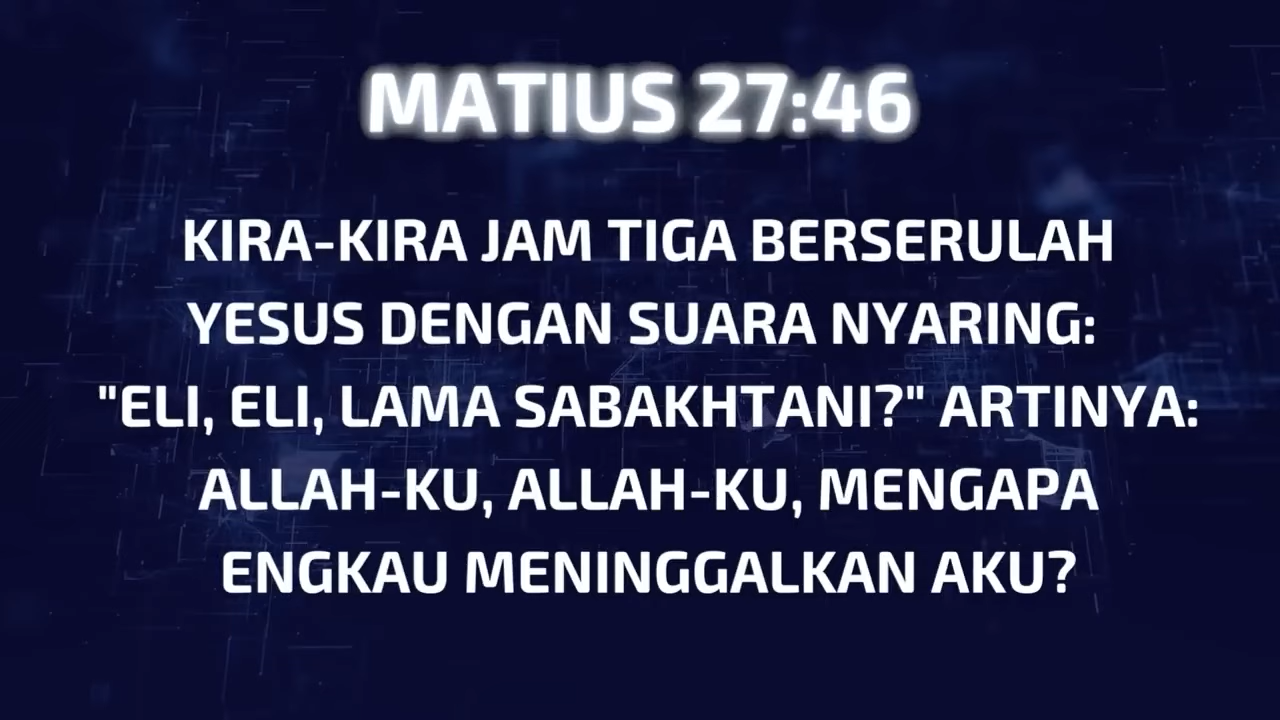 MATIUS 27:46
KIRA-KIRA JAM TIGA BERSERULAH
YESUS DENGAN SUARA NYARING:
"ELI, ELI, LAMA SABAKHTANI?" ARTINYA:
ALLAH-KU, ALLAH-KU, MENGAPA
ENGKAU MENINGGALKAN AKU?